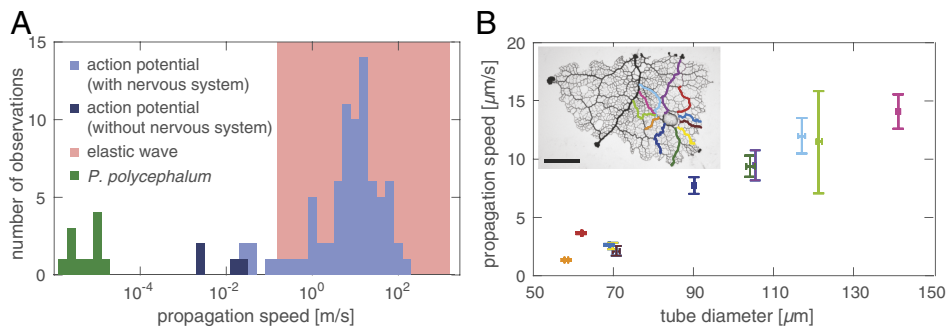 A
15
10
5
0
number of observations
action potential
(with nervous system)
action potential
(without nervous system)
elastic wave
P. polycephalum
10⁻⁴ 10⁻² 10⁰ 10²
propagation speed [m/s]
B
20
15
10
5
0
propagation speed [µm/s]
50 70 90 110 130 150
tube diameter [µm]